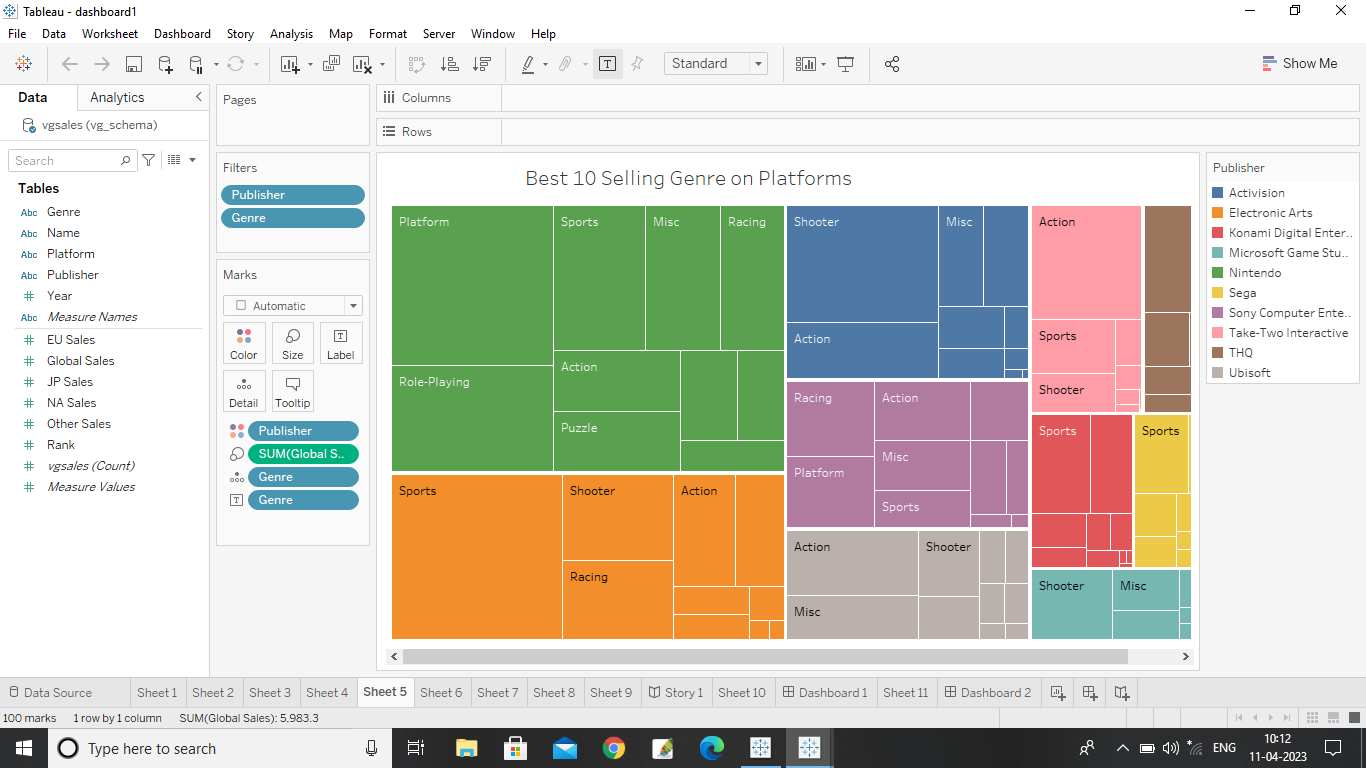 Tableau - dashboard1
File Data Worksheet Dashboard Story Analysis Map Format Server Window Help
Standard
Show Me
Data Analytics
vgsales (vg_schema)
Search
Tables
Abc Genre
Abc Name
Abc Platform
Abc Publisher
Year
Abc Measure Names
EU Sales
Global Sales
JP Sales
NA Sales
Other Sales
Rank
vgsales (Count)
Measure Values
Pages
Filters
Publisher
Genre
Marks
Automatic
Color Size Label
Detail Tooltip
Publisher
SUM(Global S..
Genre
Genre
Columns
Rows
Best 10 Selling Genre on Platforms
Platform Sports Misc Racing
Role-Playing
Action
Puzzle
Sports Shooter Action
Racing
Shooter Misc
Action
Racing Action
Platform Misc
Sports
Action Shooter
Misc
Action
Sports
Shooter
Sports
Sports
Shooter Misc
Publisher
Activision
Electronic Arts
Konami Digital Enter..
Microsoft Game Stu..
Nintendo
Sega
Sony Computer Ente..
Take-Two Interactive
THQ
Ubisoft
Data Source Sheet 1 Sheet 2 Sheet 3 Sheet 4 Sheet 5 Sheet 6 Sheet 7 Sheet 8 Sheet 9 Story 1 Sheet 10 Dashboard 1 Sheet 11 Dashboard 2
100 marks 1 row by 1 column SUM(Global Sales): 5,983.3
Type here to search
ENG
10:12
11-04-2023